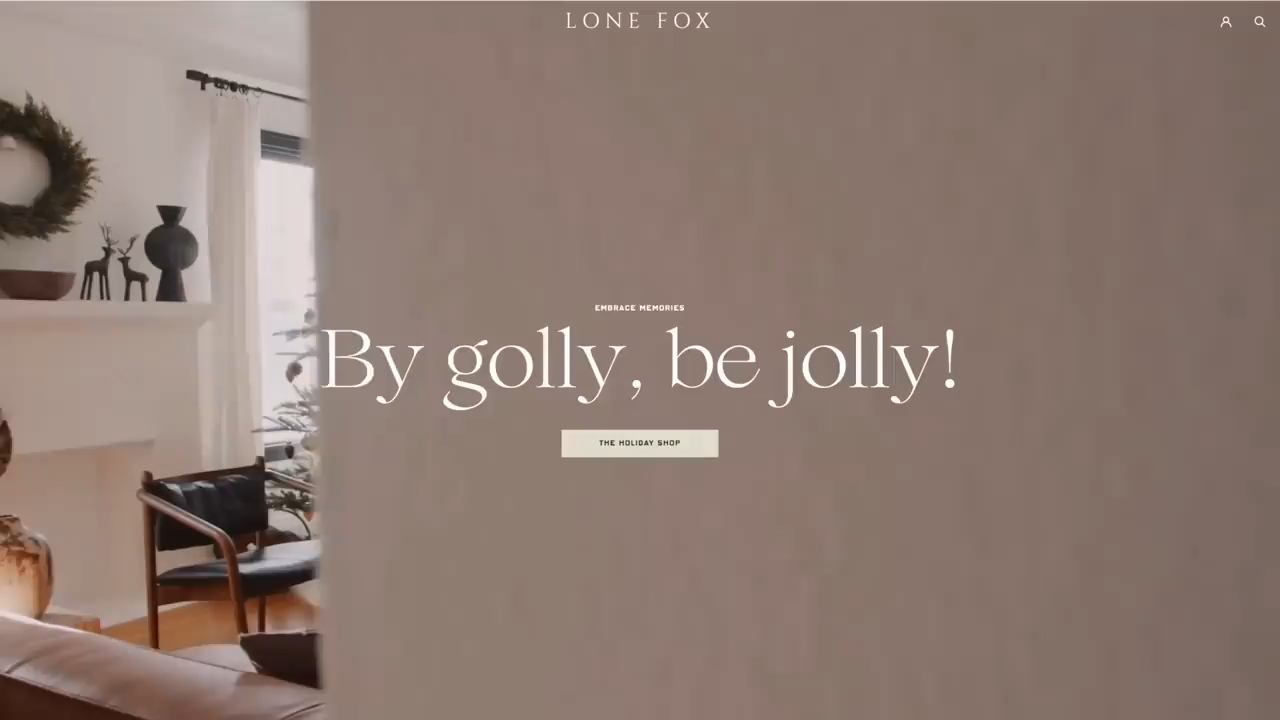 LONE FOX
EMBRACE MEMORIES
By golly, be jolly!
THE HOLIDAY SHOP